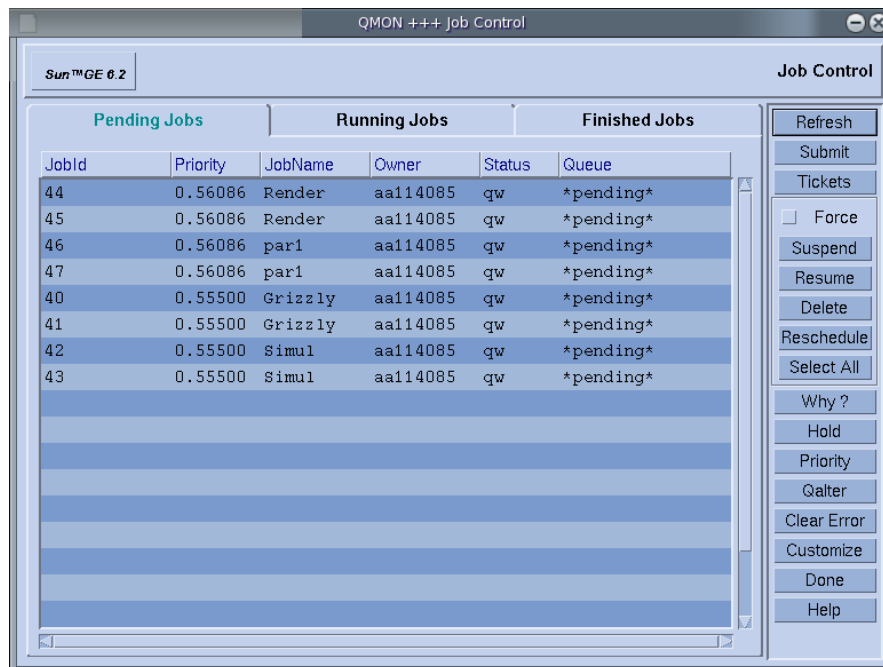 QMON +++ Job Control
Sun™GE 6.2
Job Control
Pending Jobs Running Jobs Finished Jobs
JobId Priority JobName Owner Status Queue
44 0.56086 Render aa114085 qw *pending*
45 0.56086 Render aa114085 qw *pending*
46 0.56086 par1 aa114085 qw *pending*
47 0.56086 par1 aa114085 qw *pending*
40 0.55500 Grizzly aa114085 qw *pending*
41 0.55500 Grizzly aa114085 qw *pending*
42 0.55500 Simul aa114085 qw *pending*
43 0.55500 Simul aa114085 qw *pending*
Refresh
Submit
Tickets
Force
Suspend
Resume
Delete
Reschedule
Select All
Why ?
Hold
Priority
Qalter
Clear Error
Customize
Done
Help